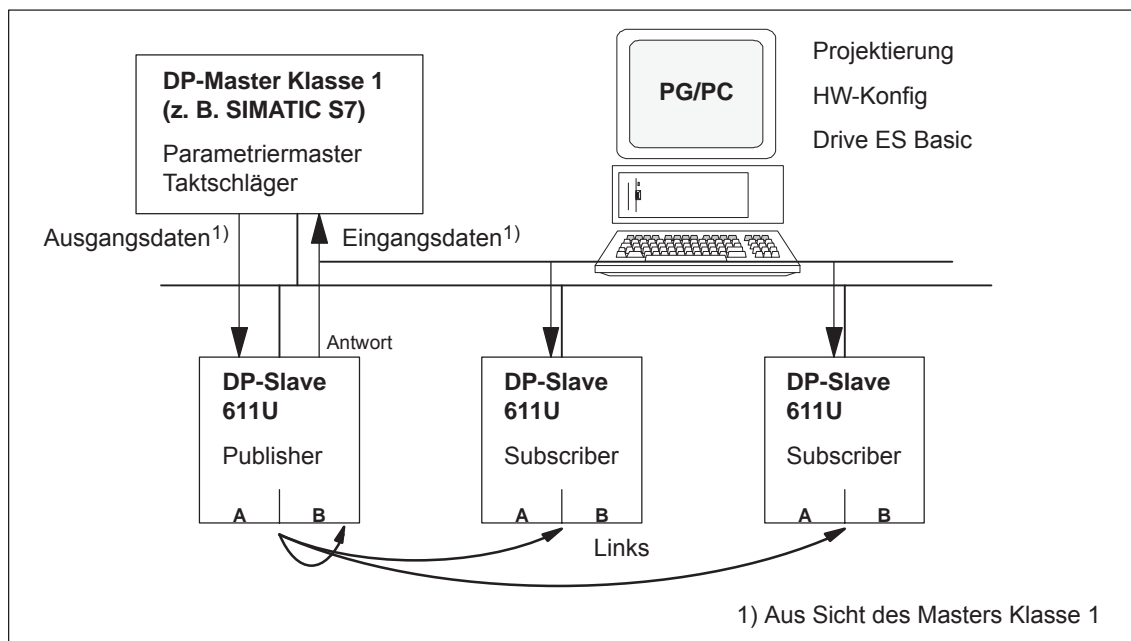 DP-Master Klasse 1
(z. B. SIMATIC S7)
Parametriermaster
Taktschläger
PG/PC
Projektierung
HW-Konfig
Drive ES Basic
Ausgangsdaten1)
Eingangsdaten1)
Antwort
DP-Slave
611U
Publisher
A B
DP-Slave
611U
Subscriber
A B
DP-Slave
611U
Subscriber
A B
Links
1) Aus Sicht des Masters Klasse 1